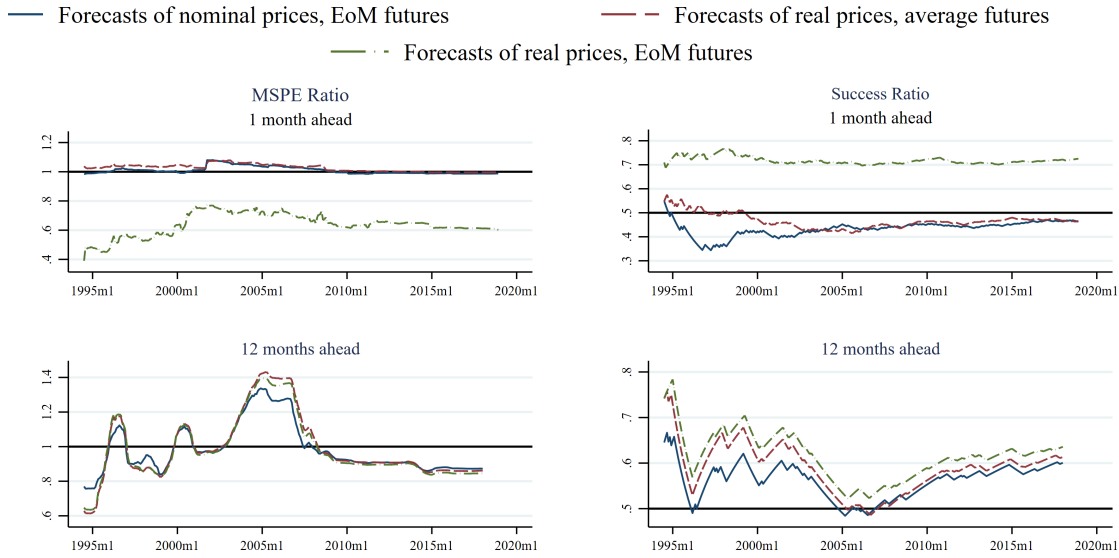 Forecasts of nominal prices, EoM futures
Forecasts of real prices, average futures
Forecasts of real prices, EoM futures
MSPE Ratio
1 month ahead
1.2
1
.8
.6
.4
1995m1 2000m1 2005m1 2010m1 2015m1 2020m1
Success Ratio
1 month ahead
.8
.7
.6
.5
.4
.3
1995m1 2000m1 2005m1 2010m1 2015m1 2020m1
12 months ahead
1.4
1.2
1
.8
.6
1995m1 2000m1 2005m1 2010m1 2015m1 2020m1
12 months ahead
.8
.7
.6
.5
1995m1 2000m1 2005m1 2010m1 2015m1 2020m1